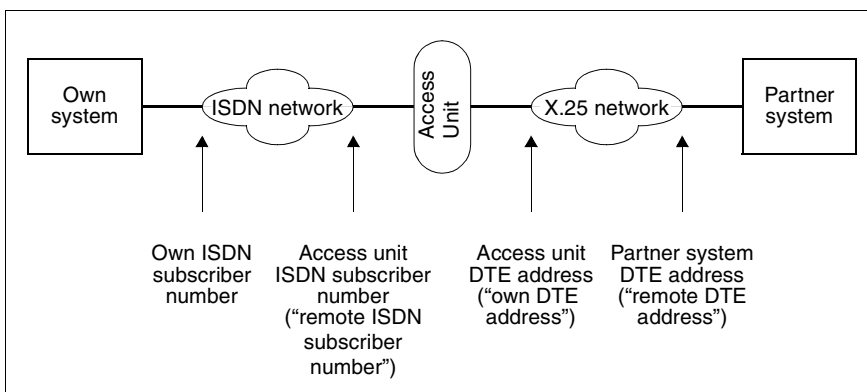 Own
system
ISDN network
Access
Unit
X.25 network
Partner
system
Own ISDN
subscriber
number
Access unit
ISDN subscriber
number
(“remote ISDN
subscriber
number”)
Access unit
DTE address
(“own DTE
address”)
Partner system
DTE address
(“remote DTE
address”)